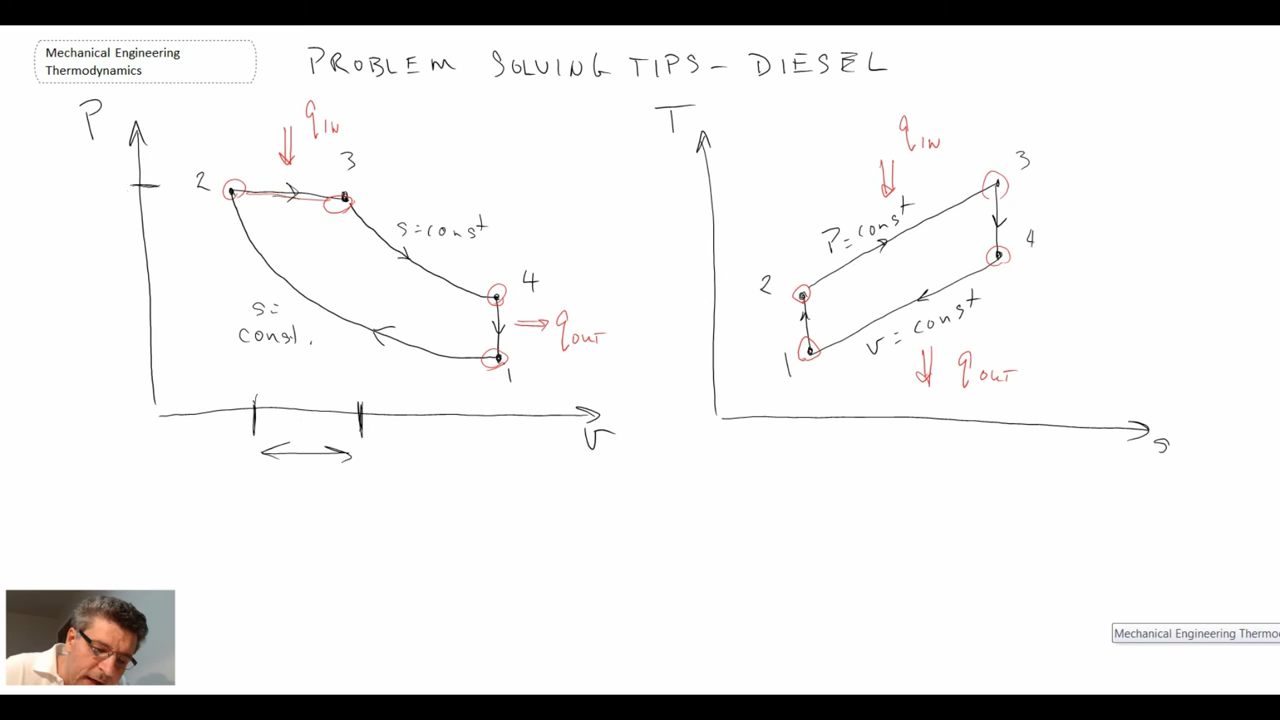 Mechanical Engineering
Thermodynamics
PROBLEM SOLVING TIPS - DIESEL
P
qIN
2
3
s=const
s=
const.
4
qOUT
1
v
T
qIN
3
P=const
4
2
v=const
1
qOUT
s
Mechanical Engineering Thermo